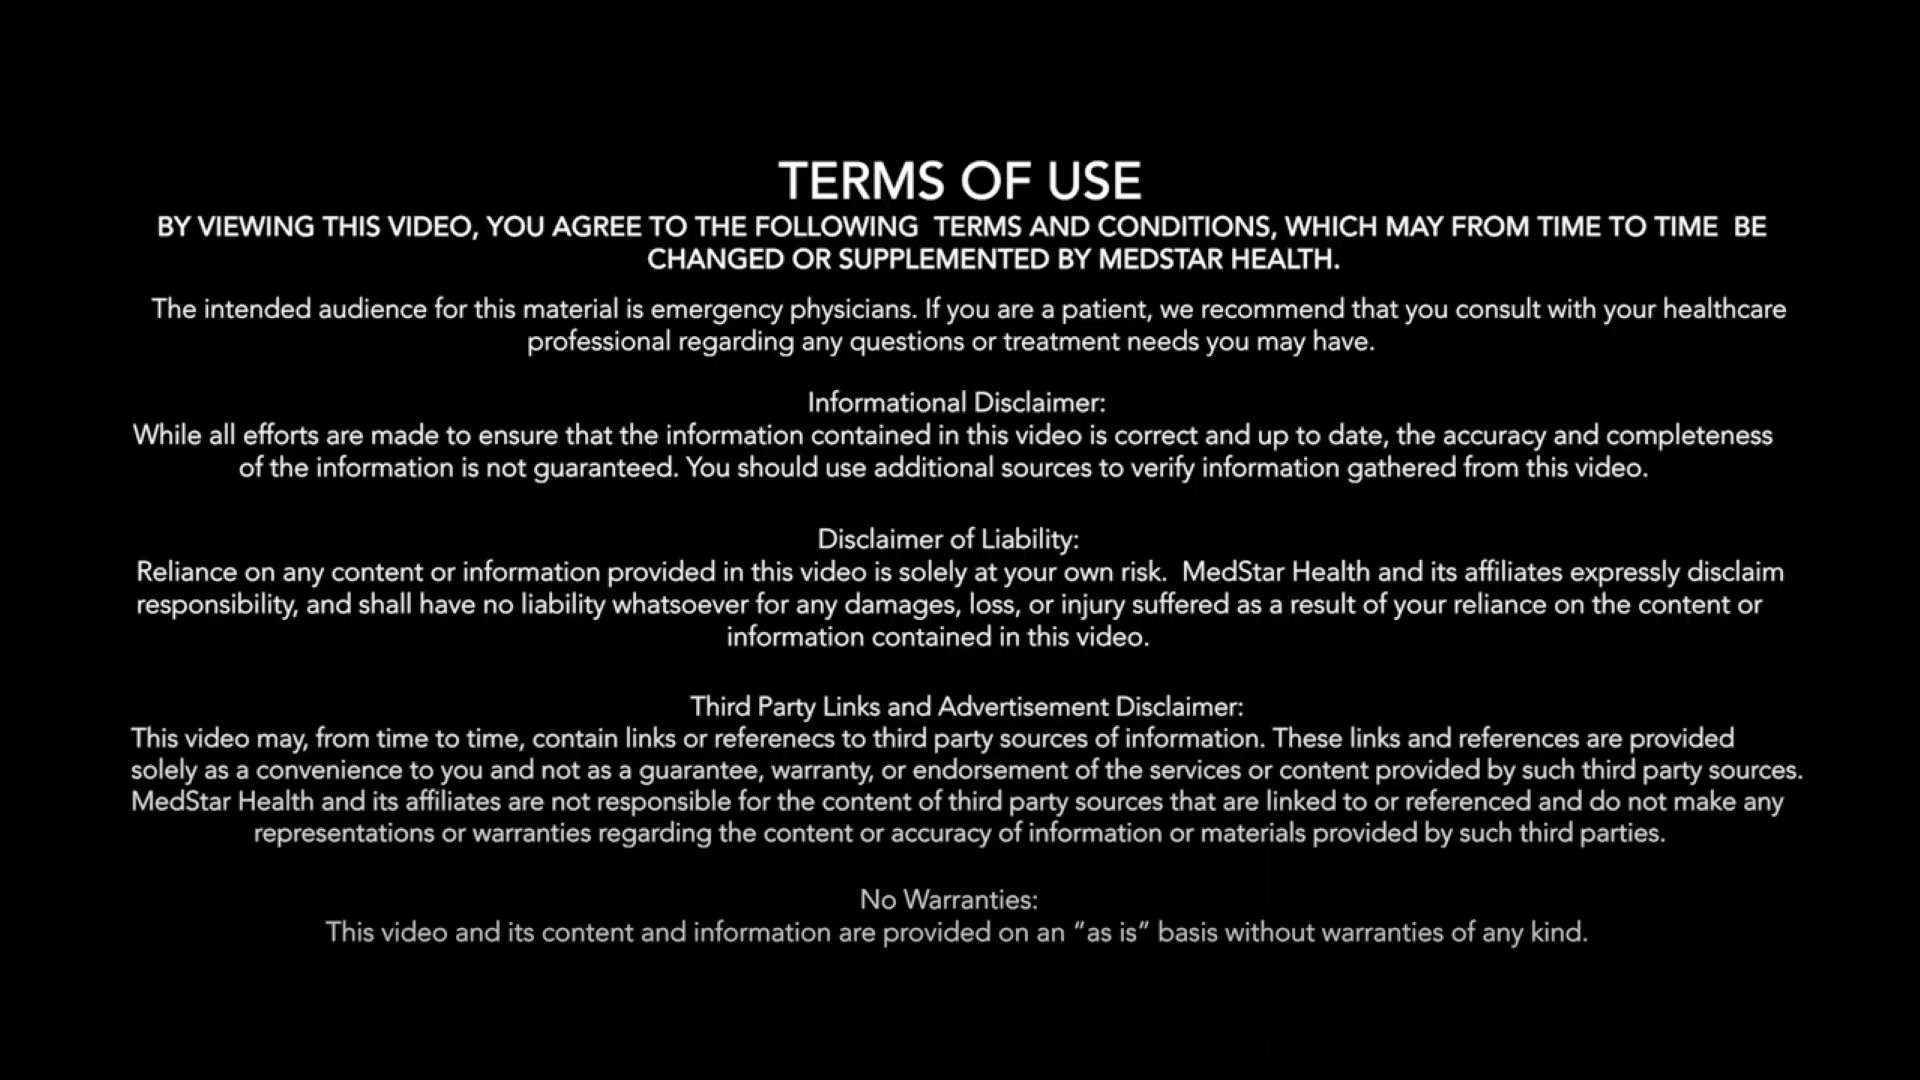 TERMS OF USE
BY VIEWING THIS VIDEO, YOU AGREE TO THE FOLLOWING TERMS AND CONDITIONS, WHICH MAY FROM TIME TO TIME BE
CHANGED OR SUPPLEMENTED BY MEDSTAR HEALTH.
The intended audience for this material is emergency physicians. If you are a patient, we recommend that you consult with your healthcare
professional regarding any questions or treatment needs you may have.
Informational Disclaimer:
While all efforts are made to ensure that the information contained in this video is correct and up to date, the accuracy and completeness
of the information is not guaranteed. You should use additional sources to verify information gathered from this video.
Disclaimer of Liability:
Reliance on any content or information provided in this video is solely at your own risk. MedStar Health and its affiliates expressly disclaim
responsibility, and shall have no liability whatsoever for any damages, loss, or injury suffered as a result of your reliance on the content or
information contained in this video.
Third Party Links and Advertisement Disclaimer:
This video may, from time to time, contain links or referenecs to third party sources of information. These links and references are provided
solely as a convenience to you and not as a guarantee, warranty, or endorsement of the services or content provided by such third party sources.
MedStar Health and its affiliates are not responsible for the content of third party sources that are linked to or referenced and do not make any
representations or warranties regarding the content or accuracy of information or materials provided by such third parties.
No Warranties:
This video and its content and information are provided on an “as is” basis without warranties of any kind.